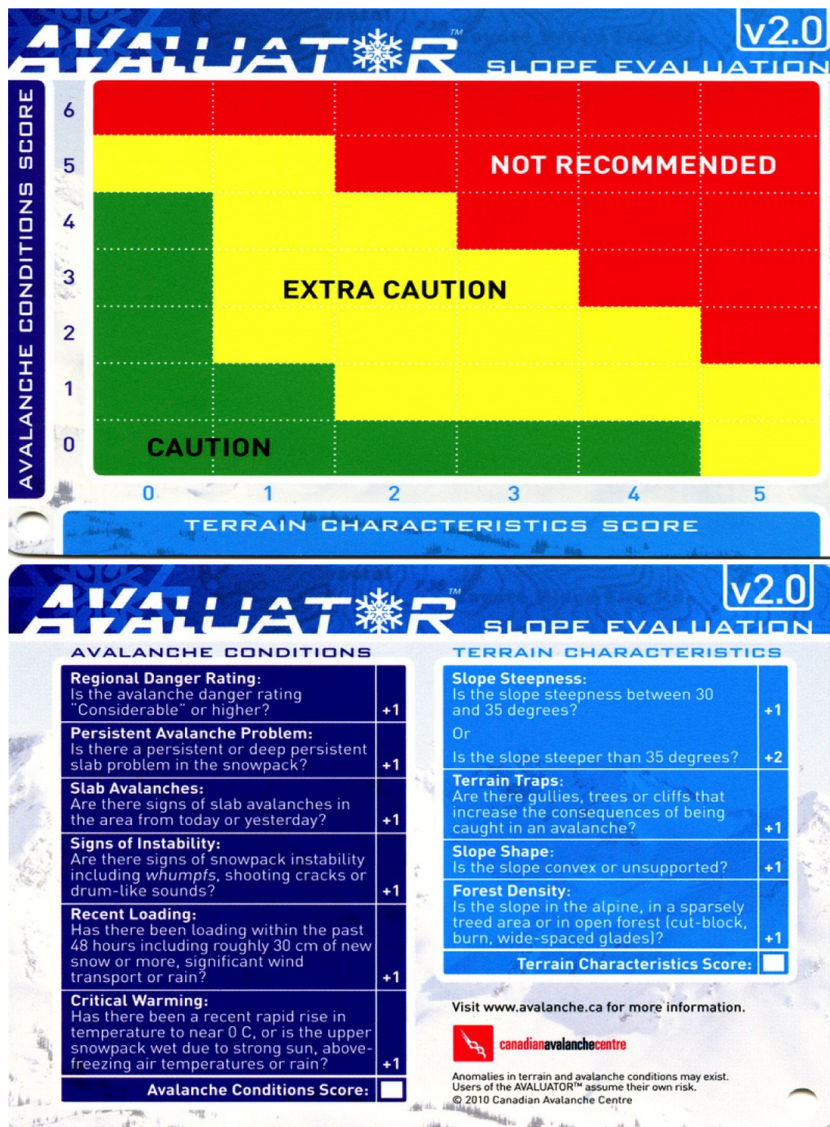 AVALUATOR™
v2.0
SLOPE EVALUATION
AVALANCHE CONDITIONS SCORE
6
5
4
3
2
1
0
NOT RECOMMENDED
EXTRA CAUTION
CAUTION
0 1 2 3 4 5
TERRAIN CHARACTERISTICS SCORE
AVALUATOR™
v2.0
SLOPE EVALUATION
AVALANCHE CONDITIONS
Regional Danger Rating:
Is the avalanche danger rating
"Considerable" or higher? +1
Persistent Avalanche Problem:
Is there a persistent or deep persistent
slab problem in the snowpack? +1
Slab Avalanches:
Are there signs of slab avalanches in
the area from today or yesterday? +1
Signs of Instability:
Are there signs of snowpack instability
including whumpfs, shooting cracks or
drum-like sounds? +1
Recent Loading:
Has there been loading within the past
48 hours including roughly 30 cm of new
snow or more, significant wind
transport or rain? +1
Critical Warming:
Has there been a recent rapid rise in
temperature to near 0 C, or is the upper
snowpack wet due to strong sun, above-
freezing air temperatures or rain? +1
Avalanche Conditions Score:
TERRAIN CHARACTERISTICS
Slope Steepness:
Is the slope steepness between 30
and 35 degrees? +1
Or
Is the slope steeper than 35 degrees? +2
Terrain Traps:
Are there gullies, trees or cliffs that
increase the consequences of being
caught in an avalanche? +1
Slope Shape:
Is the slope convex or unsupported? +1
Forest Density:
Is the slope in the alpine, in a sparsely
treed area or in open forest (cut-block,
burn, wide-spaced glades)? +1
Terrain Characteristics Score:
Visit www.avalanche.ca for more information.
canadianavalanchecentre
Anomalies in terrain and avalanche conditions may exist.
Users of the AVALUATOR™ assume their own risk.
© 2010 Canadian Avalanche Centre